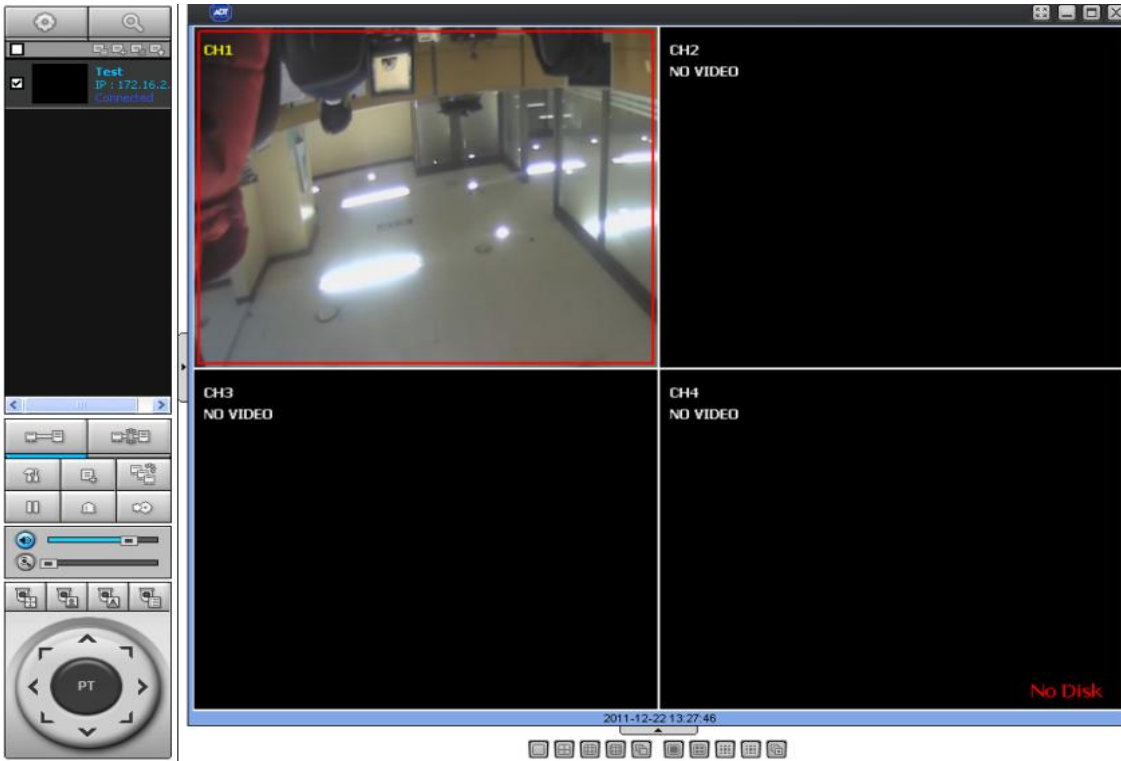 ADT
Test
IP : 172.16.2.
Connected
CH1
CH2
NO VIDEO
CH3
NO VIDEO
CH4
NO VIDEO
PT
No Disk
2011-12-22 13:27:46